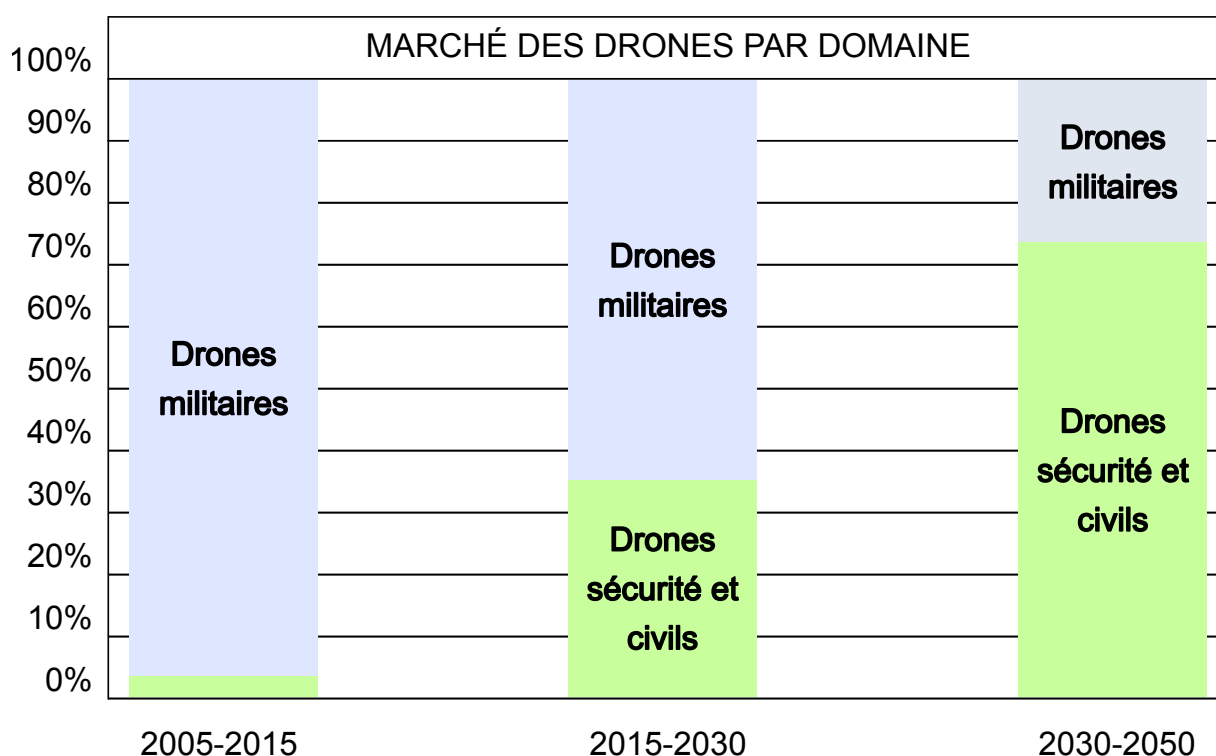 MARCHÉ DES DRONES PAR DOMAINE
100%
90%
80%
70%
60%
50%
40%
30%
20%
10%
0%
Drones
militaires
Drones
militaires
Drones
sécurité et
civils
Drones
militaires
Drones
sécurité et
civils
2005-2015
2015-2030
2030-2050